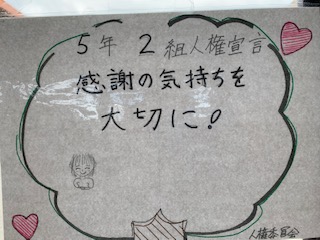 5年 2組人権宣言
感謝の気持ちを
大切に!
人権委員会